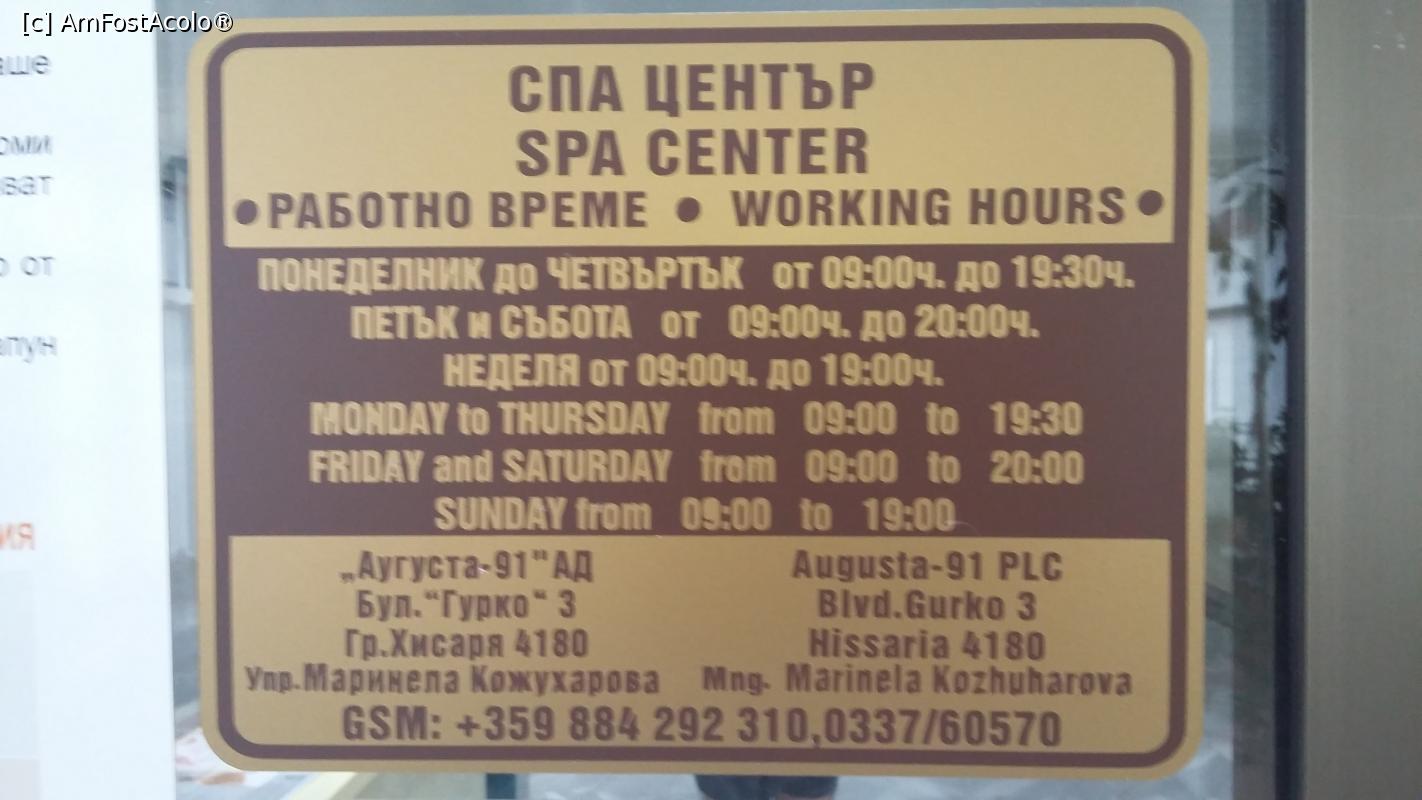 [c] AmFostAcolo®
СПА ЦЕНТЪР
SPA CENTER
•РАБОТНО ВРЕМЕ • WORKING HOURS•
ПОНЕДЕЛНИК до ЧЕТВЪРТЪК от 09:00ч. до 19:30ч.
ПЕТЪК и СЪБОТА от 09:00ч. до 20:00ч.
НЕДЕЛЯ от 09:00ч. до 19:00ч.
MONDAY to THURSDAY from 09:00 to 19:30
FRIDAY and SATURDAY from 09:00 to 20:00
SUNDAY from 09:00 to 19:00
„Аугуста-91" АД
Бул.“Гурко“ 3
Гр.Хисаря 4180
Упр.Маринела Кожухарова
Augusta-91 PLC
Blvd.Gurko 3
Hissaria 4180
Mng. Marinela Kozhuharova
GSM: +359 884 292 310,0337/60570
от